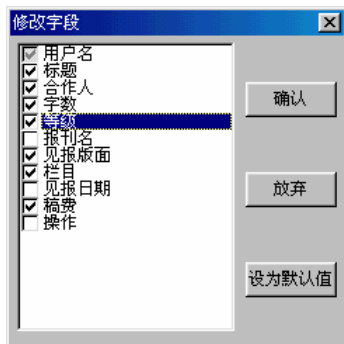 修改字段
用户名
标题
合作人
字数
等级
报刊名
见报版面
栏目
见报日期
稿费
操作
确认
放弃
设为默认值